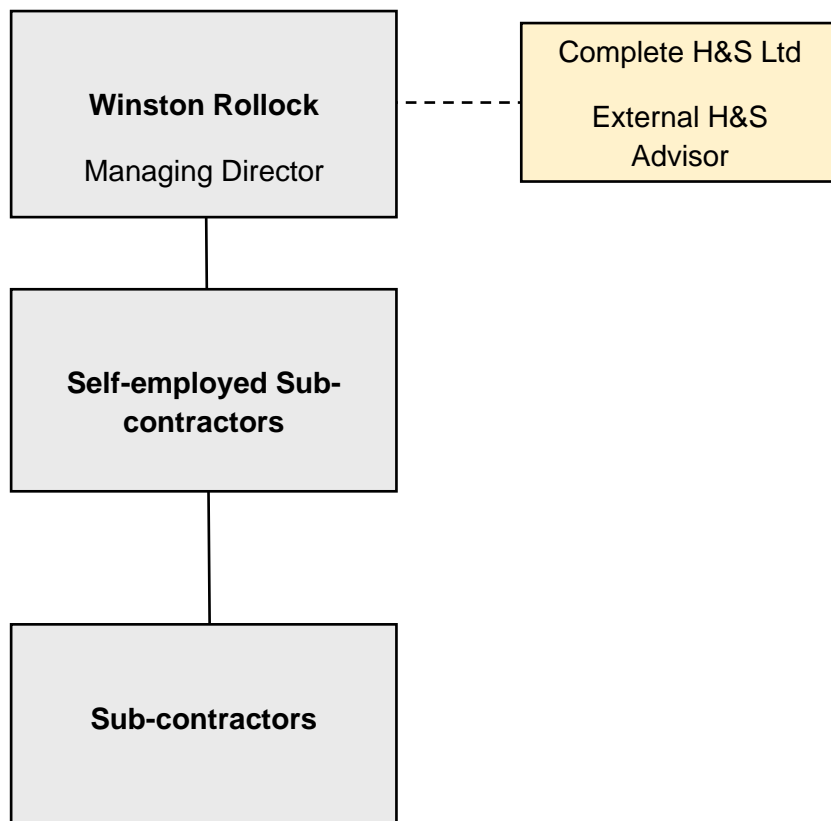 Winston Rollock
Managing Director
Complete H&S Ltd
External H&S
Advisor
Self-employed Sub-
contractors
Sub-contractors